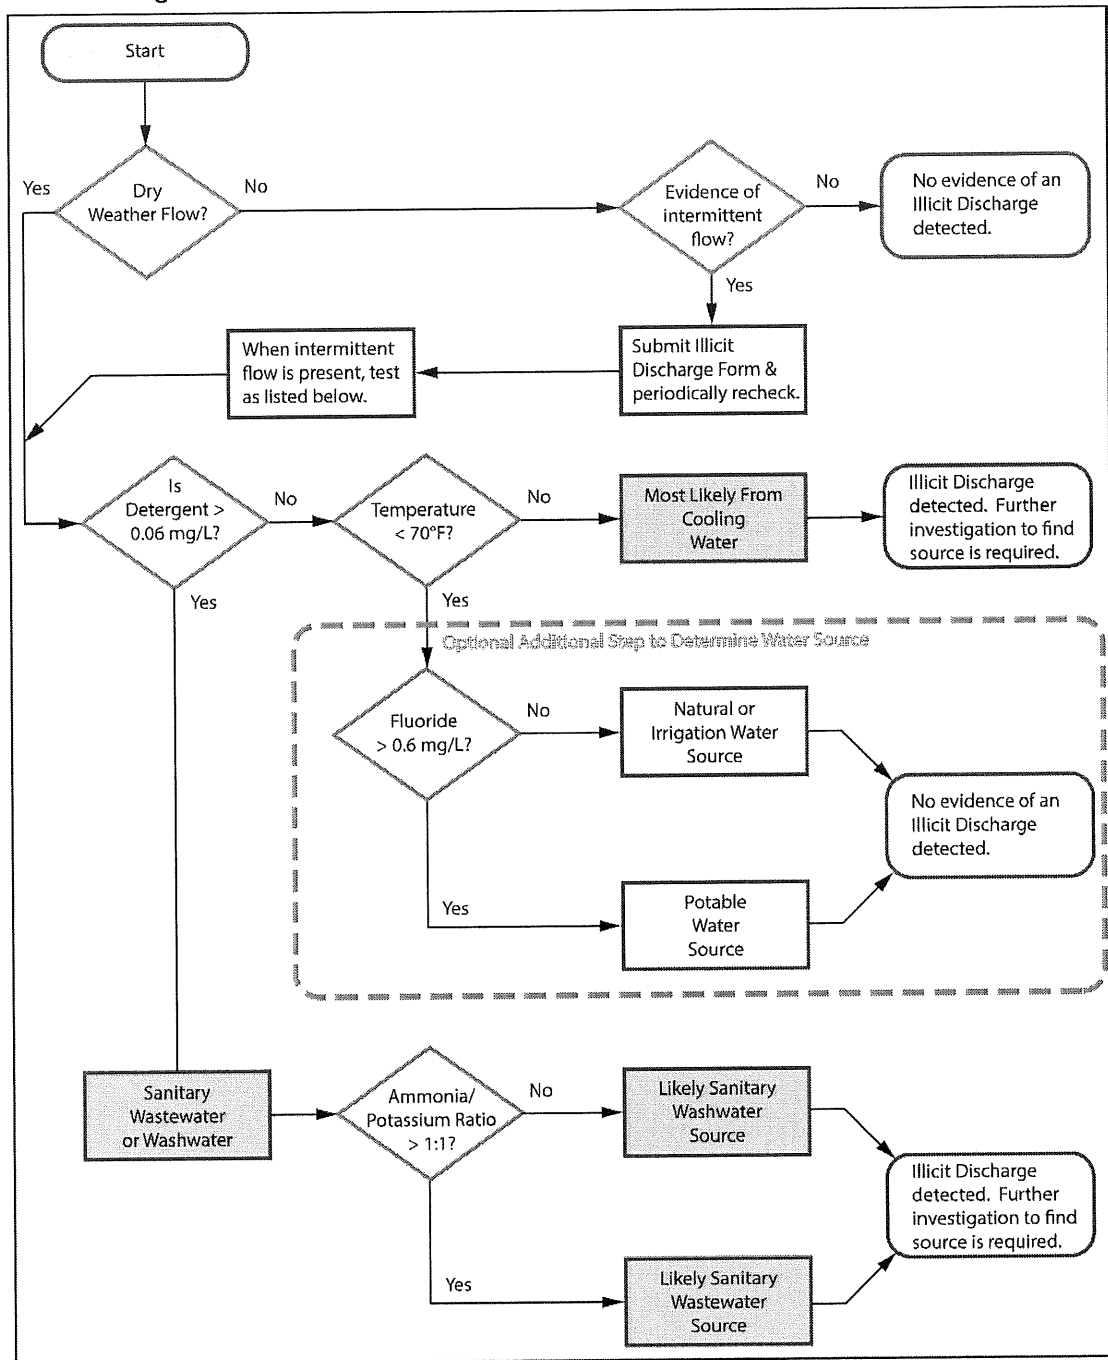 Start
Yes
Dry
Weather Flow?
No
Evidence of
intermittent
flow?
No
No evidence of an
Illicit Discharge
detected.
Yes
When intermittent
flow is present, test
as listed below.
Submit Illicit
Discharge Form &
periodically recheck.
Is
Detergent >
0.06 mg/L?
No
Temperature
< 70°F?
No
Most Likely From
Cooling
Water
Illicit Discharge
detected. Further
investigation to find
source is required.
Yes
Yes
Optional Additional Step to Determine Water Source
Fluoride
> 0.6 mg/L?
No
Natural or
Irrigation Water
Source
No evidence of an
Illicit Discharge
detected.
Yes
Potable
Water
Source
Sanitary
Wastewater
or Washwater
Ammonia/
Potassium Ratio
> 1:1?
No
Likely Sanitary
Washwater
Source
Illicit Discharge
detected. Further
investigation to find
source is required.
Yes
Likely Sanitary
Wastewater
Source